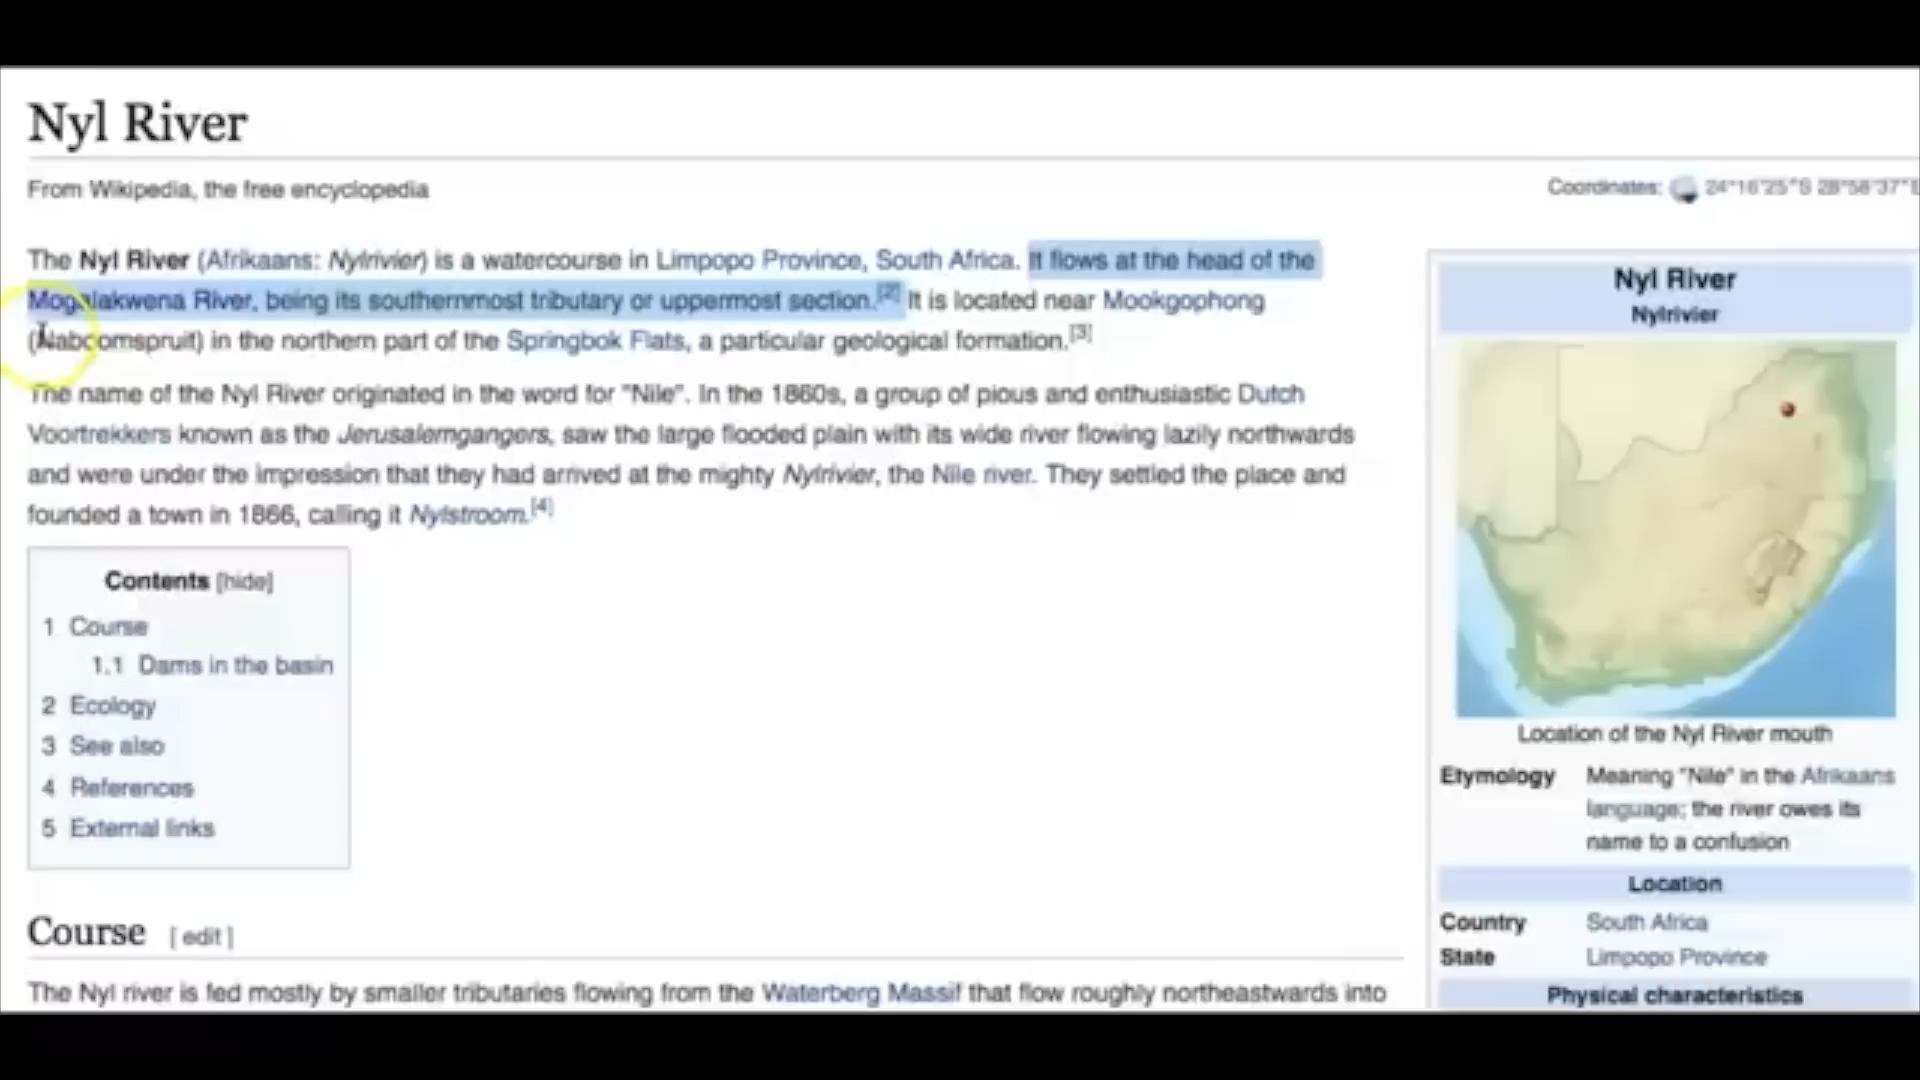 Nyl River
From Wikipedia, the free encyclopedia
Coordinates: 24°16'25"S 28°58'37"E
The Nyl River (Afrikaans: Nylrivier) is a watercourse in Limpopo Province, South Africa. It flows at the head of the
Mogalakwena River, being its southernmost tributary or uppermost section.[2] It is located near Mookgophong
(Naboomspruit) in the northern part of the Springbok Flats, a particular geological formation.[3]
The name of the Nyl River originated in the word for "Nile". In the 1860s, a group of pious and enthusiastic Dutch
Voortrekkers known as the Jerusalemgangers, saw the large flooded plain with its wide river flowing lazily northwards
and were under the impression that they had arrived at the mighty Nylrivier, the Nile river. They settled the place and
founded a town in 1866, calling it Nylstroom.[4]
Contents [hide]
1 Course
1.1 Dams in the basin
2 Ecology
3 See also
4 References
5 External links
Course [ edit ]
The Nyl river is fed mostly by smaller tributaries flowing from the Waterberg Massif that flow roughly northeastwards into
Nyl River
Nylrivier
Location of the Nyl River mouth
Etymology Meaning "Nile" in the Afrikaans
language; the river owes its
name to a confusion
Location
Country South Africa
State Limpopo Province
Physical characteristics